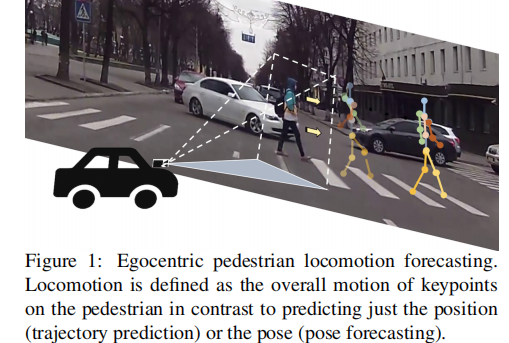 Figure 1: Egocentric pedestrian locomotion forecasting.
Locomotion is defined as the overall motion of keypoints
on the pedestrian in contrast to predicting just the position
(trajectory prediction) or the pose (pose forecasting).